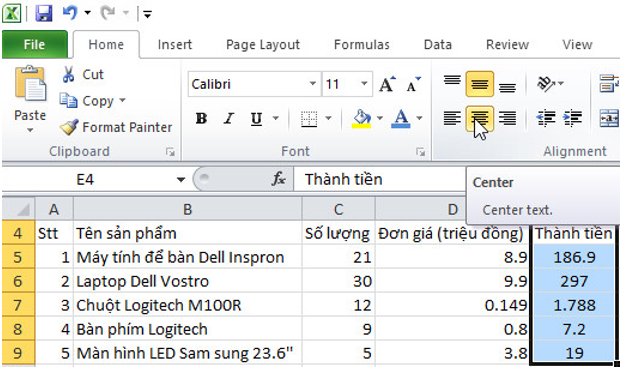 File Home Insert Page Layout Formulas Data Review View
Cut
Copy
Format Painter
Paste
Clipboard
Calibri 11
B I U A
Font
Alignment
E4 fx Thành tiền
Center
Center text.
A B C D
4 Stt Tên sản phẩm Số lượng Đơn giá (triệu đồng) Thành tiền
5 1 Máy tính để bàn Dell Inspron 21 8.9 186.9
6 2 Laptop Dell Vostro 30 9.9 297
7 3 Chuột Logitech M100R 12 0.149 1.788
8 4 Bàn phím Logitech 9 0.8 7.2
9 5 Màn hình LED Sam sung 23.6" 5 3.8 19